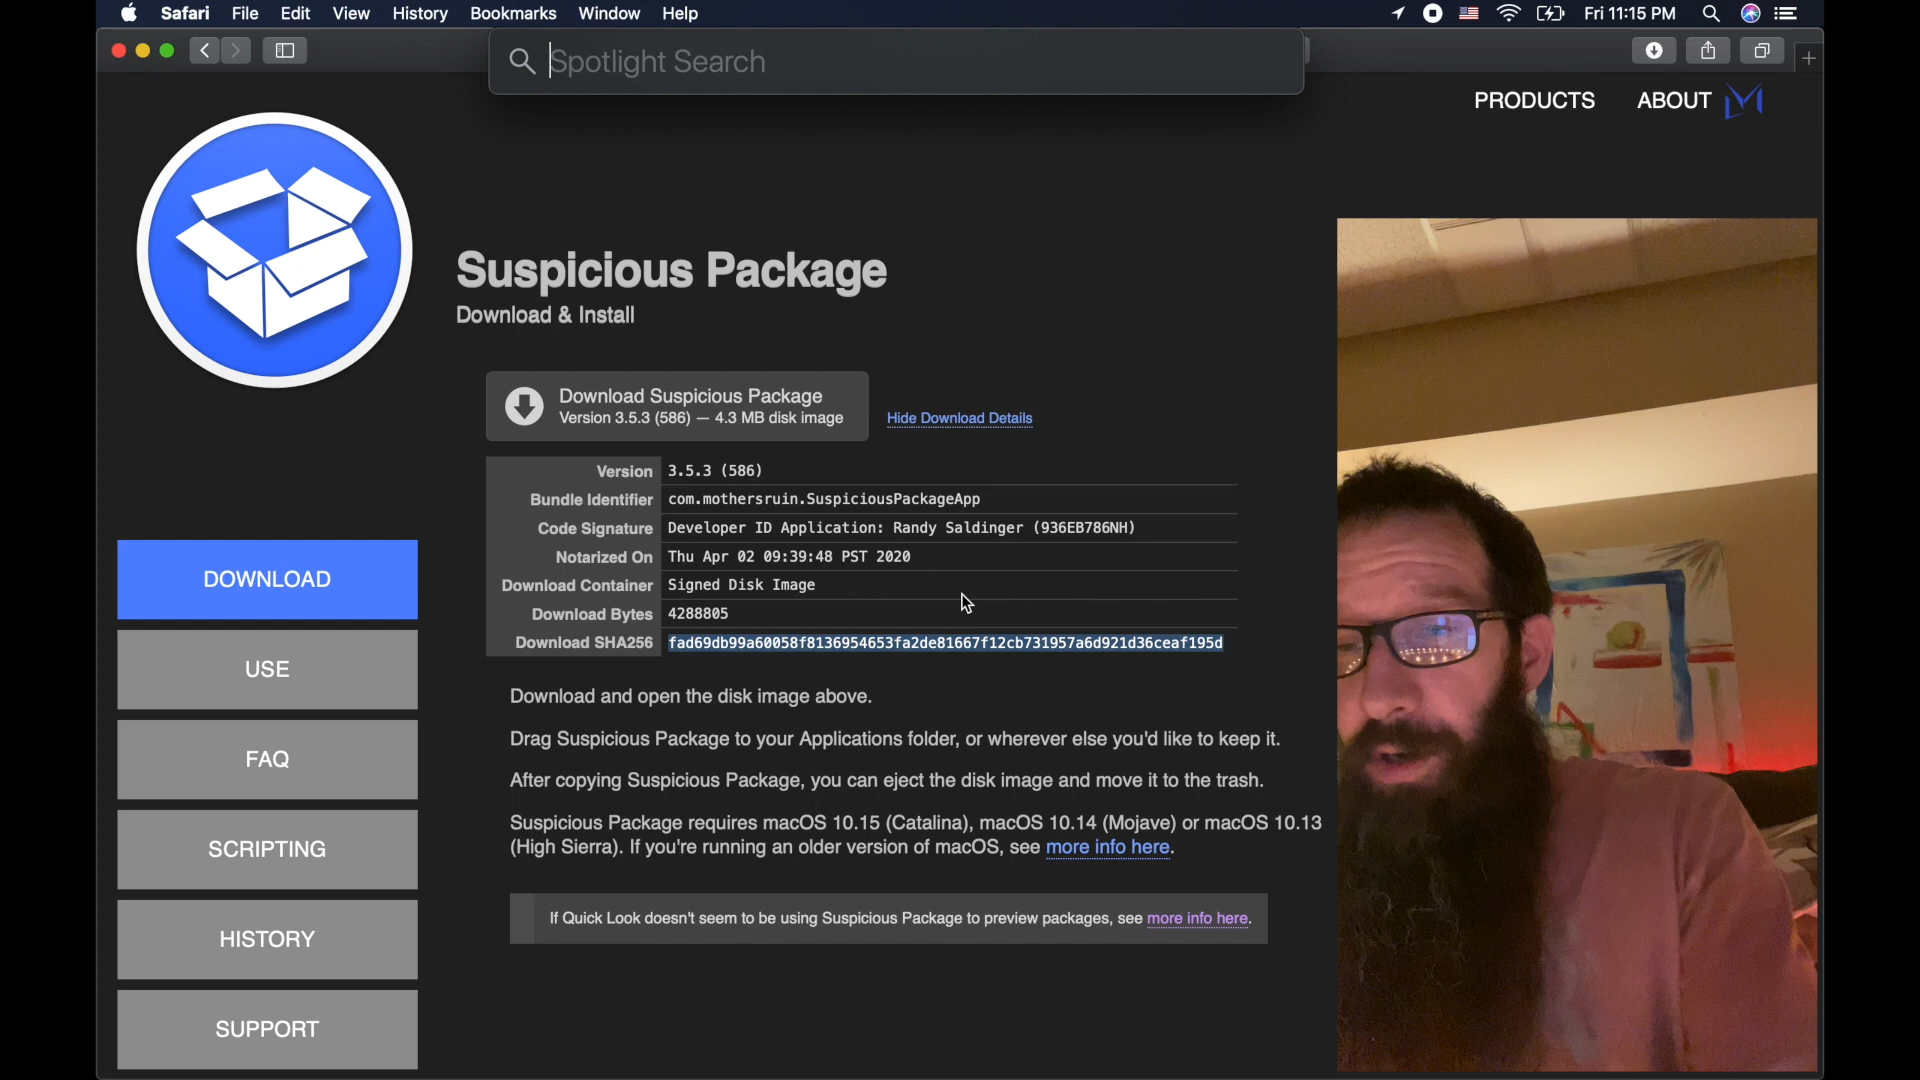 Safari File Edit View History Bookmarks Window Help Fri 11:15 PM
Spotlight Search
PRODUCTS ABOUT
Suspicious Package
Download & Install
Download Suspicious Package
Version 3.5.3 (586) — 4.3 MB disk image
Hide Download Details
Version 3.5.3 (586)
Bundle Identifier com.mothersruin.SuspiciousPackageApp
Code Signature Developer ID Application: Randy Saldinger (936EB786NH)
Notarized On Thu Apr 02 09:39:48 PST 2020
Download Container Signed Disk Image
Download Bytes 4288805
Download SHA256 fad69db99a60058f8136954653fa2de81667f12cb731957a6d921d36ceaf195d
DOWNLOAD
USE
FAQ
SCRIPTING
HISTORY
SUPPORT
Download and open the disk image above.
Drag Suspicious Package to your Applications folder, or wherever else you'd like to keep it.
After copying Suspicious Package, you can eject the disk image and move it to the trash.
Suspicious Package requires macOS 10.15 (Catalina), macOS 10.14 (Mojave) or macOS 10.13
(High Sierra). If you're running an older version of macOS, see more info here.
If Quick Look doesn't seem to be using Suspicious Package to preview packages, see more info here.